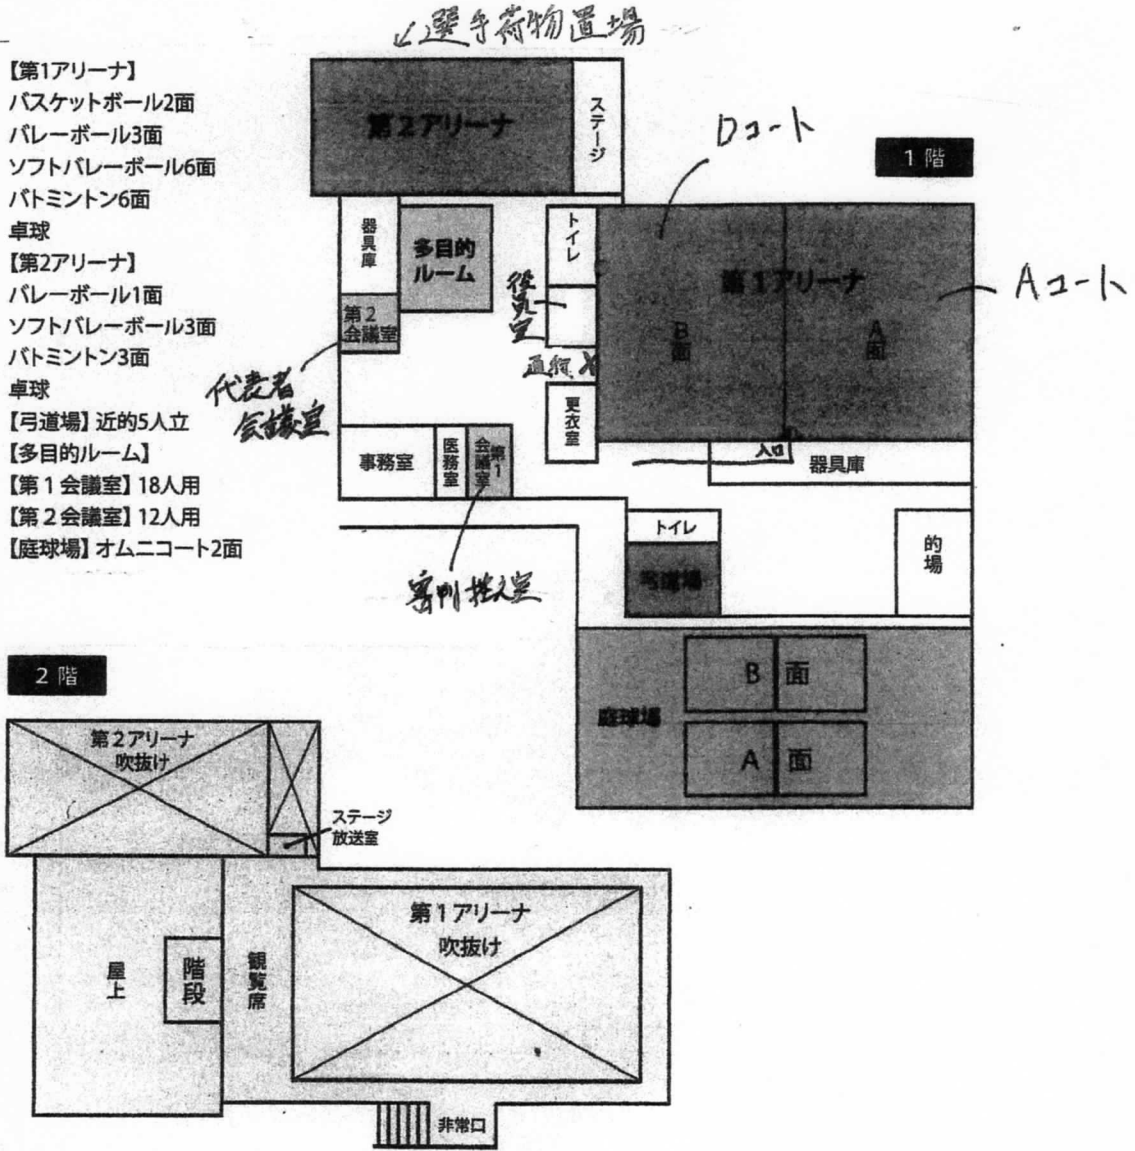 選手荷物置場
【第1アリーナ】
バスケットボール2面
バレーボール3面
ソフトバレーボール6面
バトミントン6面
卓球
【第2アリーナ】
バレーボール1面
ソフトバレーボール3面
バトミントン3面
卓球
【弓道場】近的5人立
【多目的ルーム】
【第1会議室】18人用
【第2会議室】12人用
【庭球場】オムニコート2面
1階
第2アリーナ
ステージ
Dコート
Aコート
器具庫
多目的
ルーム
トイレ
役員室
第1アリーナ
B面
A面
第2
会議室
代表者
会議室
更衣室
事務室
医務室
第1
会議室
入口
器具庫
審判控え室
トイレ
弓道場
的場
庭球場
B面
A面
2階
第2アリーナ
吹抜け
ステージ
放送室
第1アリーナ
吹抜け
屋上
階段
観覧席
非常口